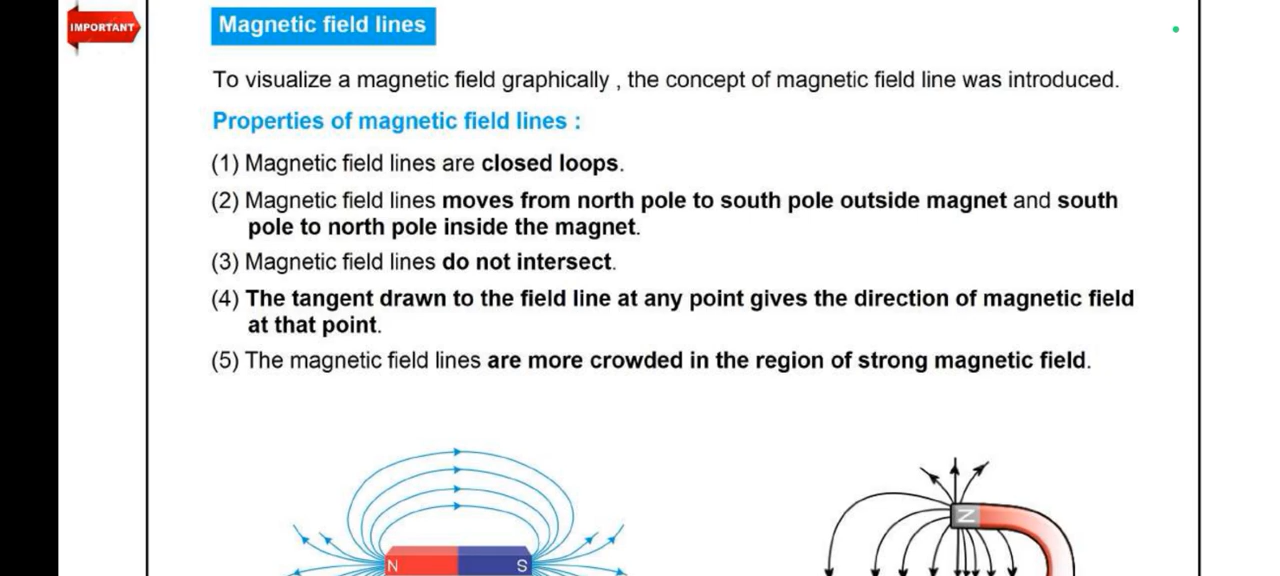 IMPORTANT
Magnetic field lines
To visualize a magnetic field graphically , the concept of magnetic field line was introduced.
Properties of magnetic field lines :
(1) Magnetic field lines are closed loops.
(2) Magnetic field lines moves from north pole to south pole outside magnet and south
pole to north pole inside the magnet.
(3) Magnetic field lines do not intersect.
(4) The tangent drawn to the field line at any point gives the direction of magnetic field
at that point.
(5) The magnetic field lines are more crowded in the region of strong magnetic field.
N
N S